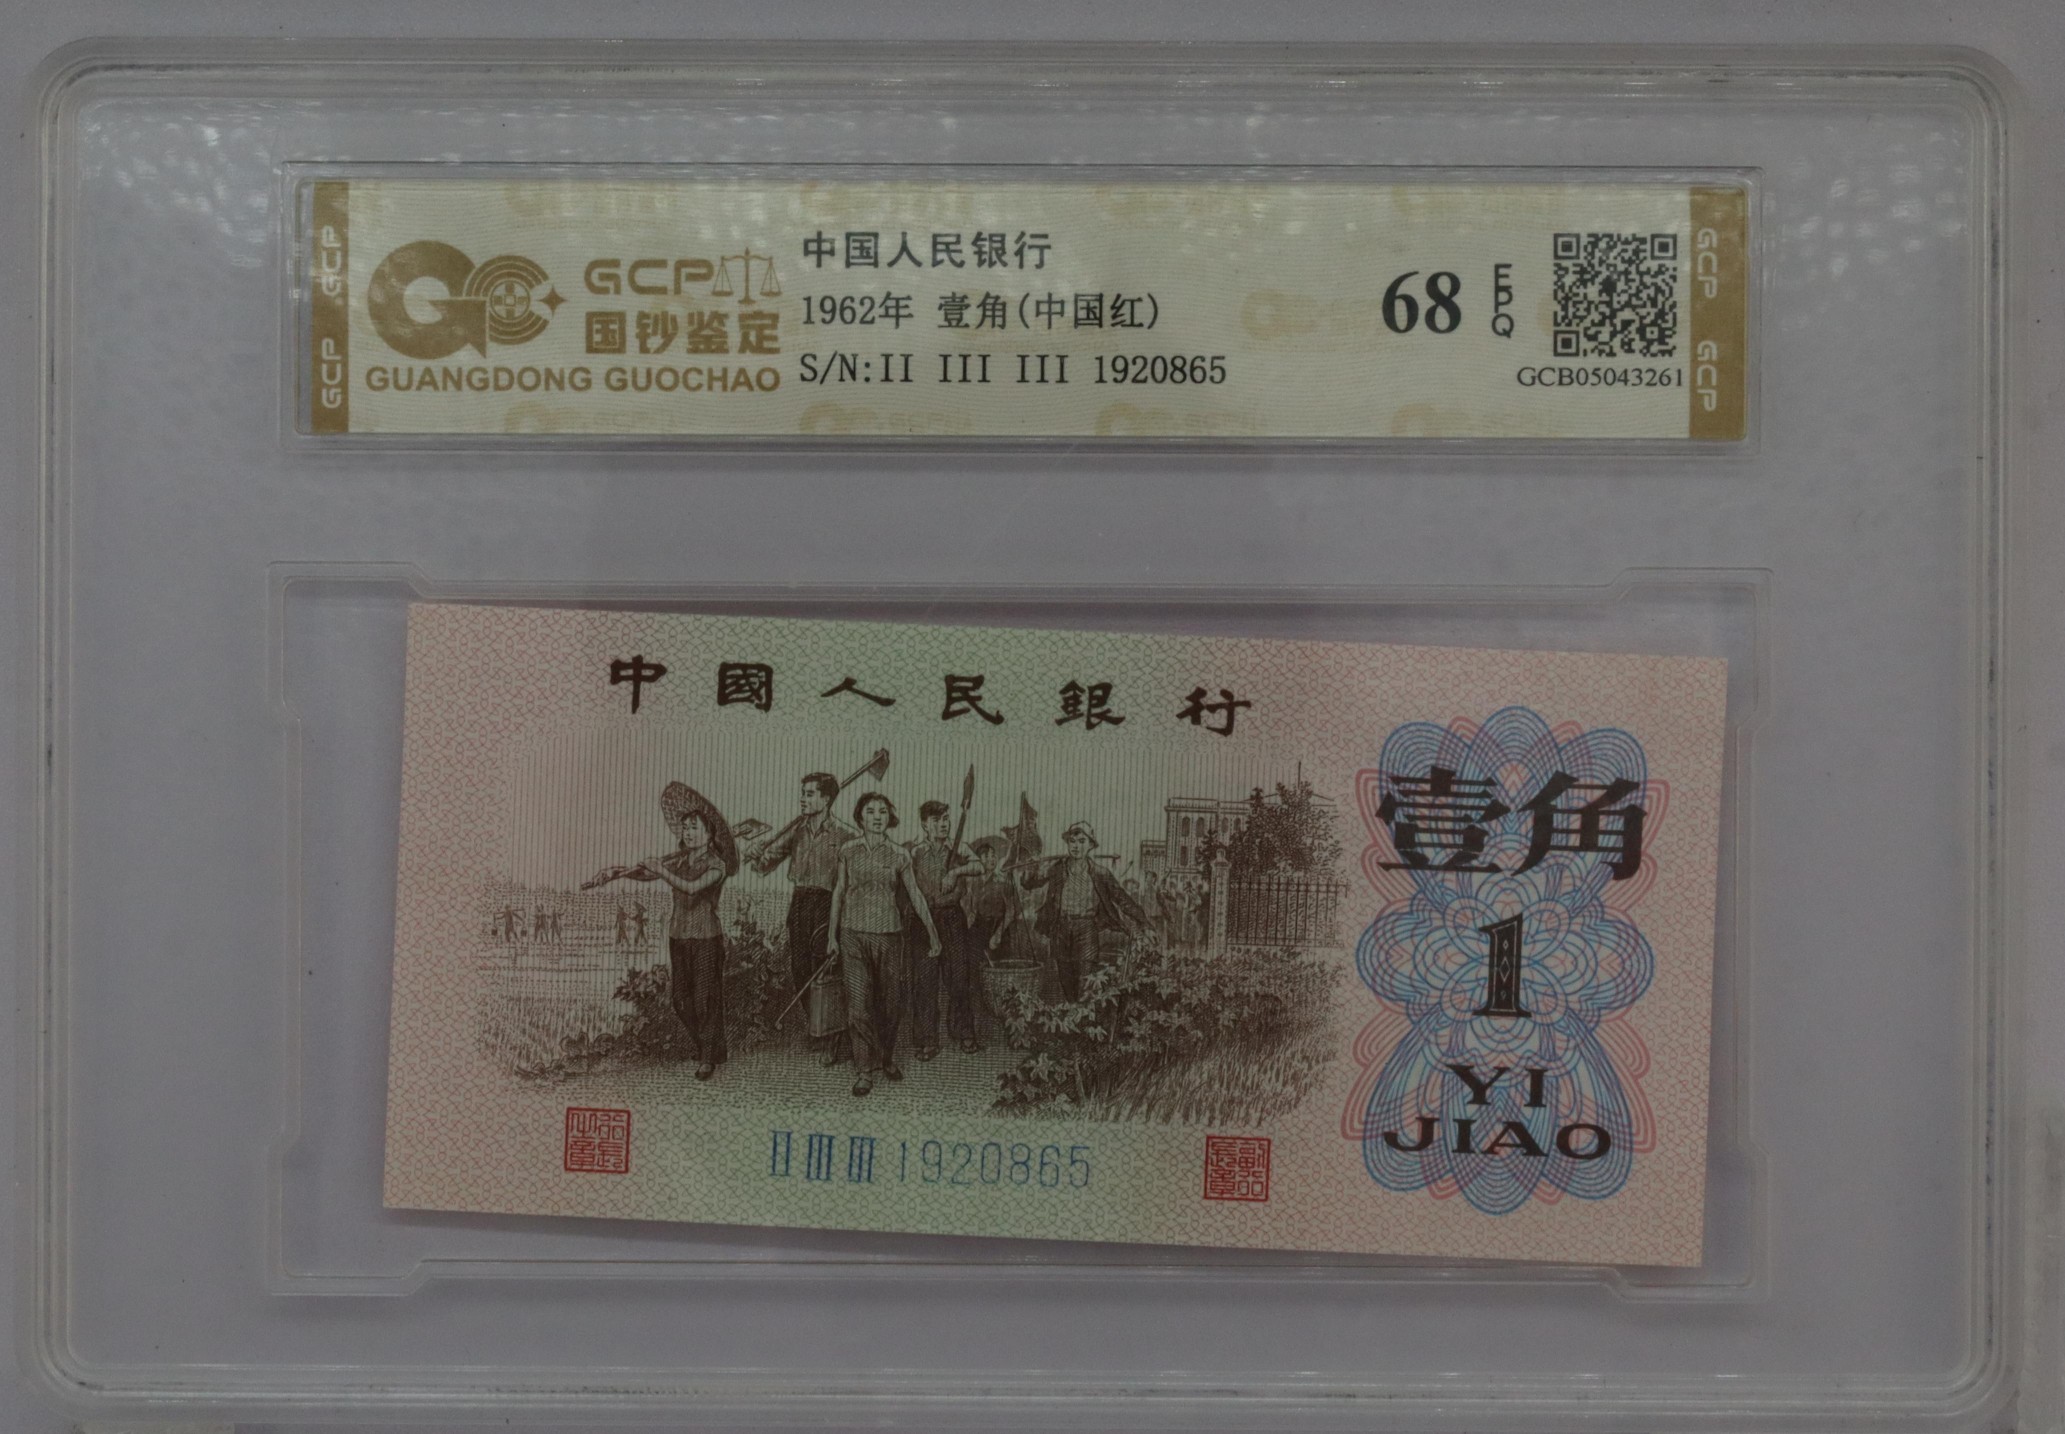 GCP GCP
GCP
国钞鉴定
GUANGDONG GUOCHAO
中国人民银行
1962年 壹角(中国红)
S/N:II III III 1920865
68 EPQ
GCB05043261
GCP GCP
中國人民銀行
壹角
1
YI
JIAO
II III III 1920865